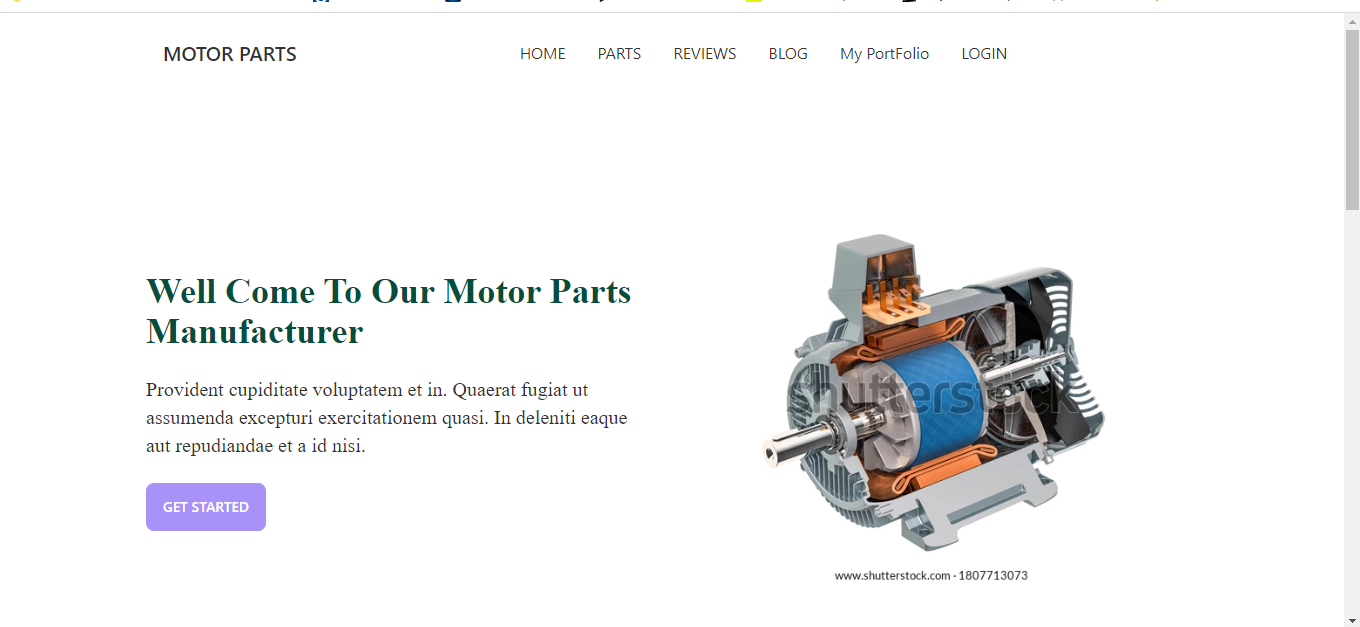 MOTOR PARTS
HOME PARTS REVIEWS BLOG My PortFolio LOGIN
Well Come To Our Motor Parts
Manufacturer
Provident cupiditate voluptatem et in. Quaerat fugiat ut
assumenda excepturi exercitationem quasi. In deleniti eaque
aut repudiandae et a id nisi.
GET STARTED
shutterstock
www.shutterstock.com · 1807713073